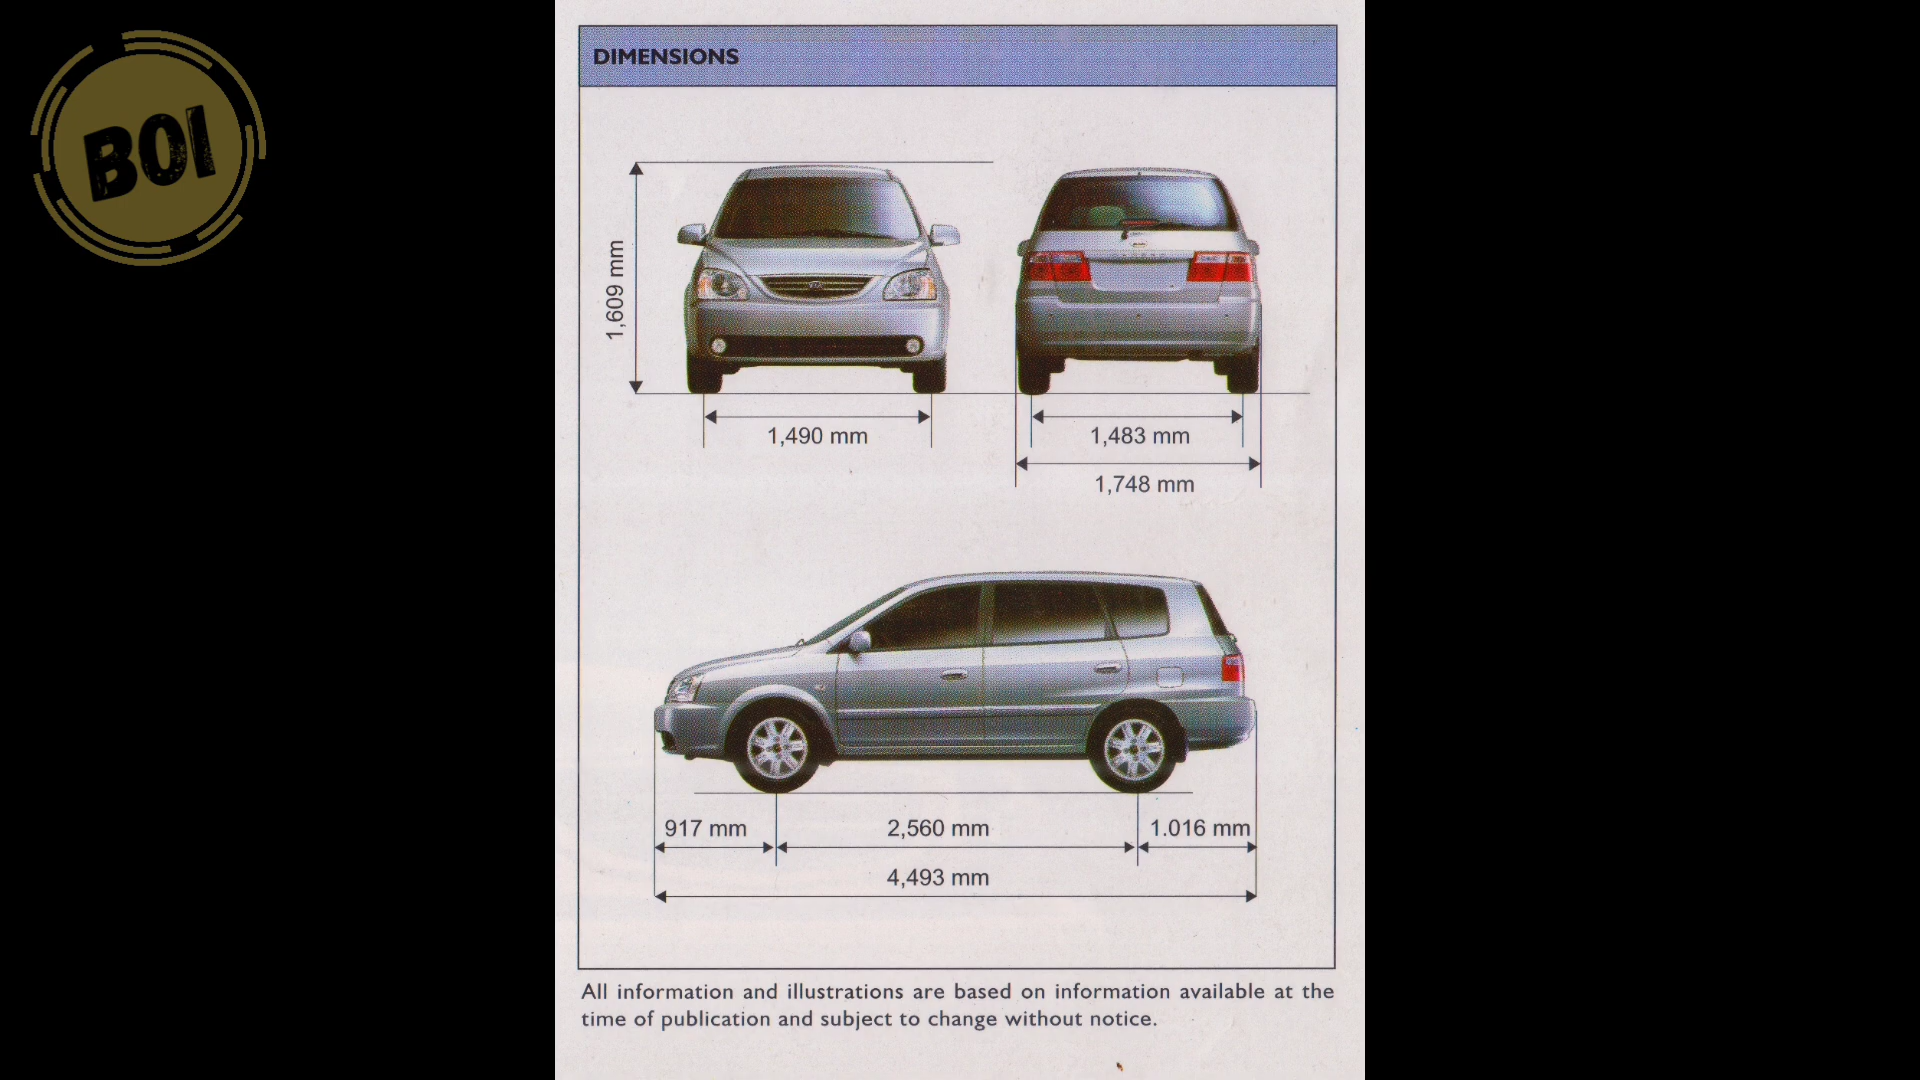 BOI
DIMENSIONS
1,609 mm
1,490 mm
1,483 mm
1,748 mm
917 mm
2,560 mm
1.016 mm
4,493 mm
All information and illustrations are based on information available at the
time of publication and subject to change without notice.